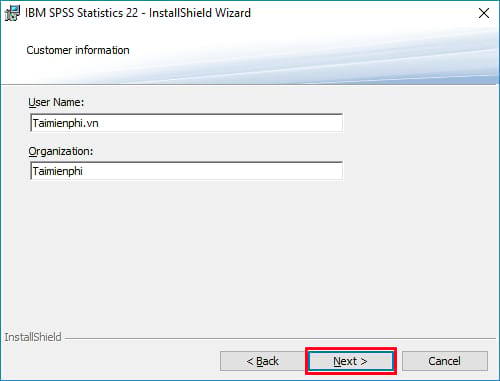 IBM SPSS Statistics 22 - InstallShield Wizard
Customer information
User Name:
Taimienphi.vn
Organization:
Taimienphi
InstallShield
< Back Next > Cancel